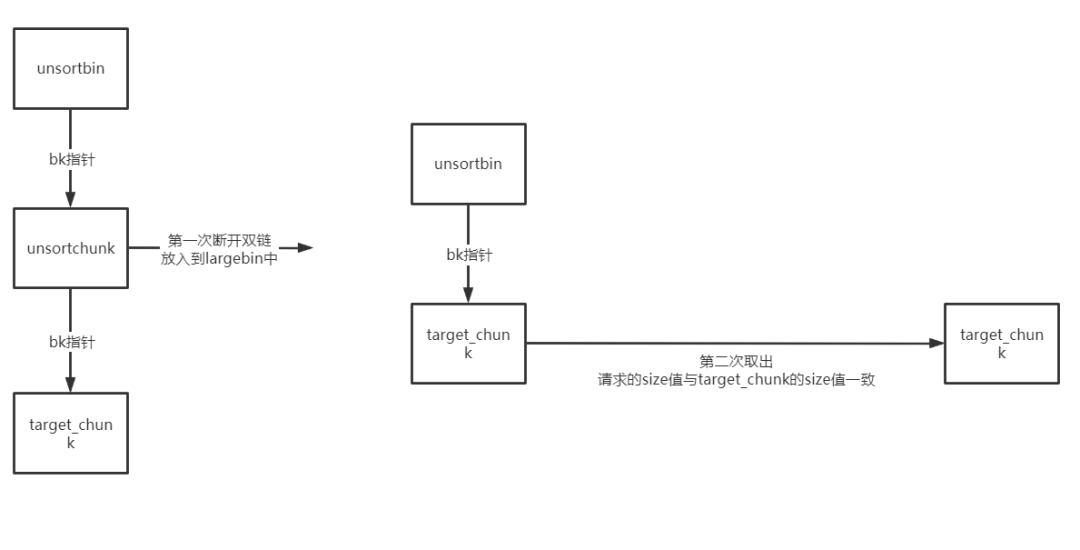 unsortbin
bk指针
unsortchunk
第一次断开双链
放入到largebin中
bk指针
target_chun
k
unsortbin
bk指针
target_chun
k
第二次取出
请求的size值与target_chunk的size值一致
target_chun
k